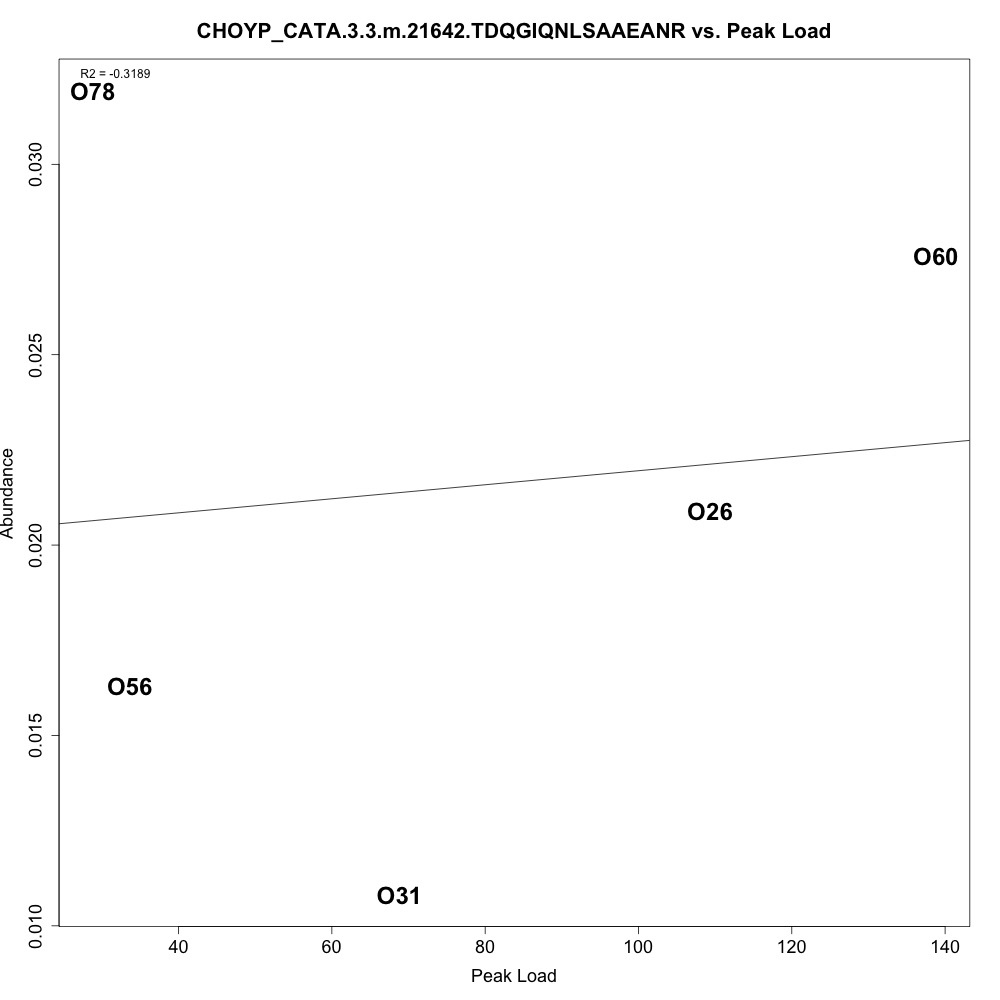 CHOYP_CATA.3.3.m.21642.TDQGIQNLSAAEANR vs. Peak Load
R2 = -0.3189
O78
O60
O26
O56
O31
Abundance
0.030
0.025
0.020
0.015
0.010
40 60 80 100 120 140
Peak Load